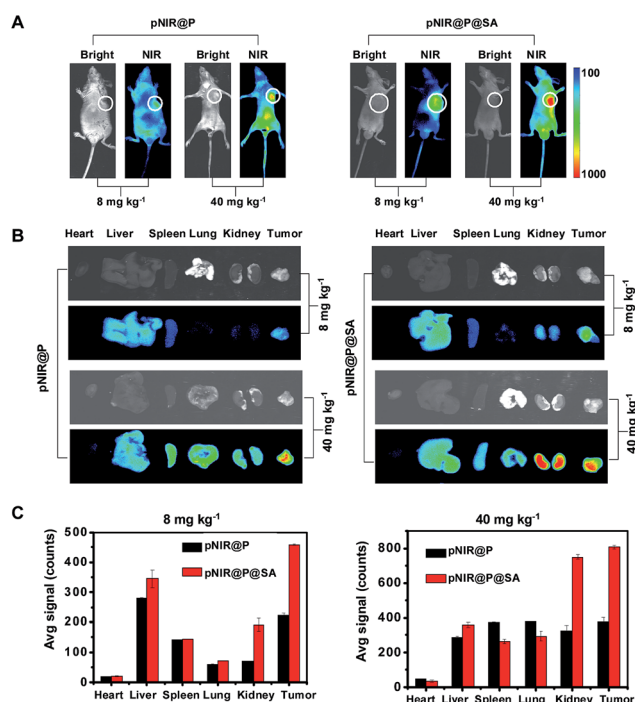 A
pNIR@P
pNIR@P@SA
Bright NIR Bright NIR
Bright NIR Bright NIR
100
1000
8 mg kg-1
40 mg kg-1
8 mg kg-1
40 mg kg-1
B
Heart Liver Spleen Lung Kidney Tumor
Heart Liver Spleen Lung Kidney Tumor
pNIR@P
8 mg kg-1
40 mg kg-1
pNIR@P@SA
8 mg kg-1
40 mg kg-1
C
8 mg kg-1
Avg signal (counts)
500
400
300
200
100
0
pNIR@P
pNIR@P@SA
Heart Liver Spleen Lung Kidney Tumor
40 mg kg-1
Avg signal (counts)
800
600
400
200
0
pNIR@P
pNIR@P@SA
Heart Liver Spleen Lung Kidney Tumor